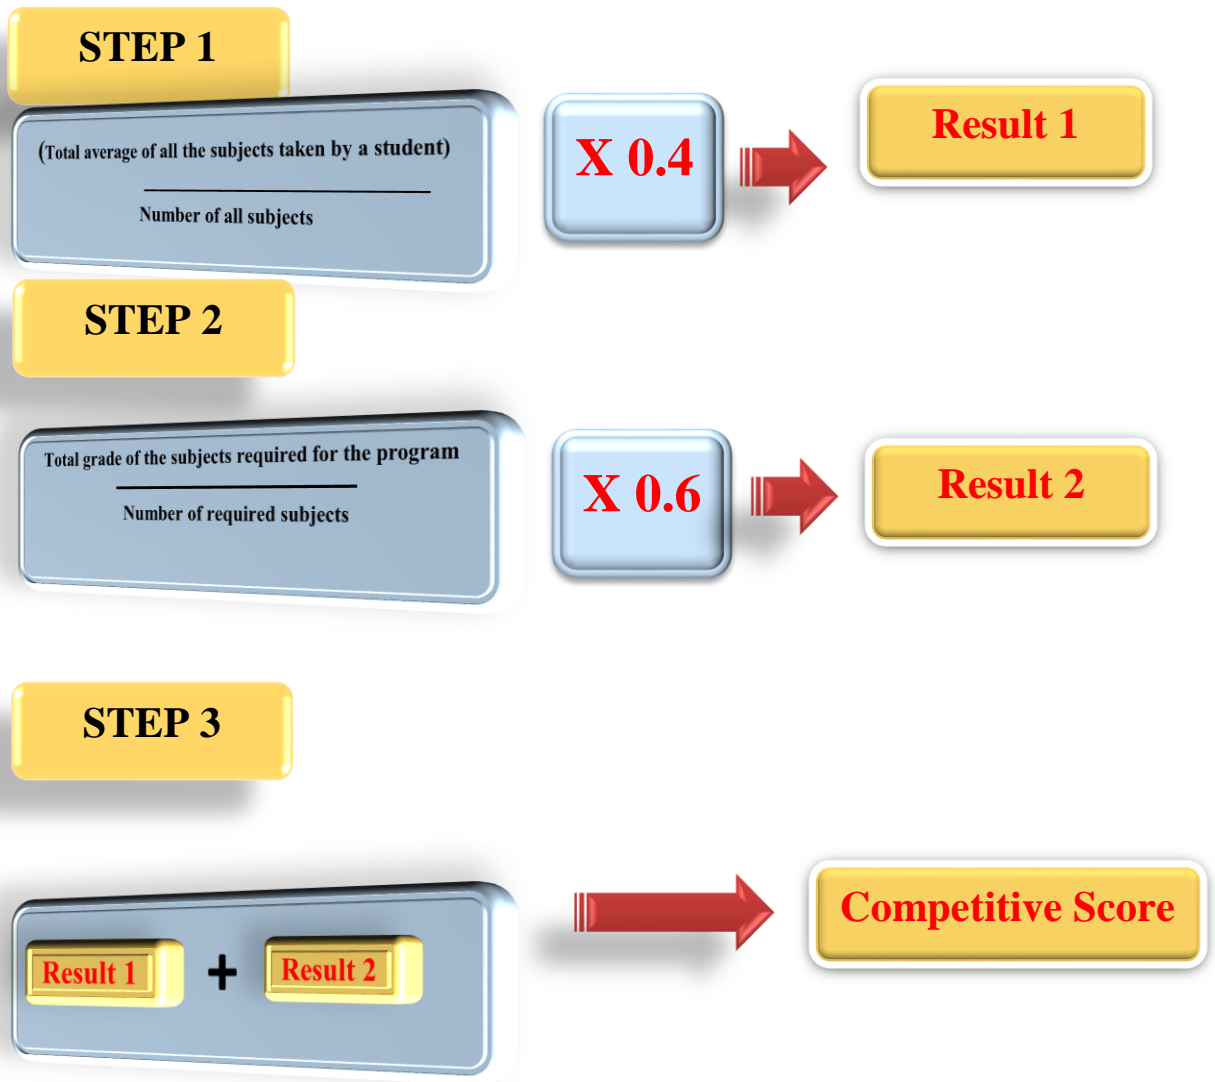 STEP 1
(Total average of all the subjects taken by a student)
Number of all subjects
X 0.4
Result 1
STEP 2
Total grade of the subjects required for the program
Number of required subjects
X 0.6
Result 2
STEP 3
Result 1 + Result 2
Competitive Score